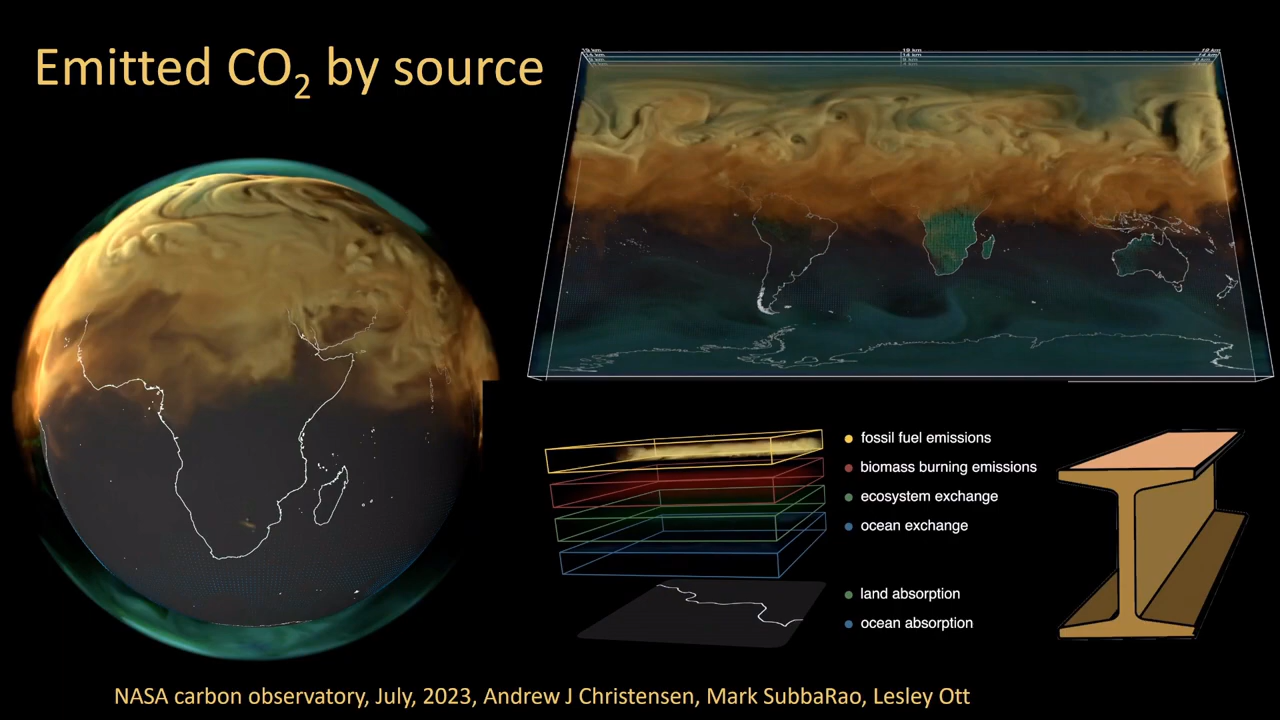 Emitted CO₂ by source
fossil fuel emissions
biomass burning emissions
ecosystem exchange
ocean exchange
land absorption
ocean absorption
NASA carbon observatory, July, 2023, Andrew J Christensen, Mark SubbaRao, Lesley Ott